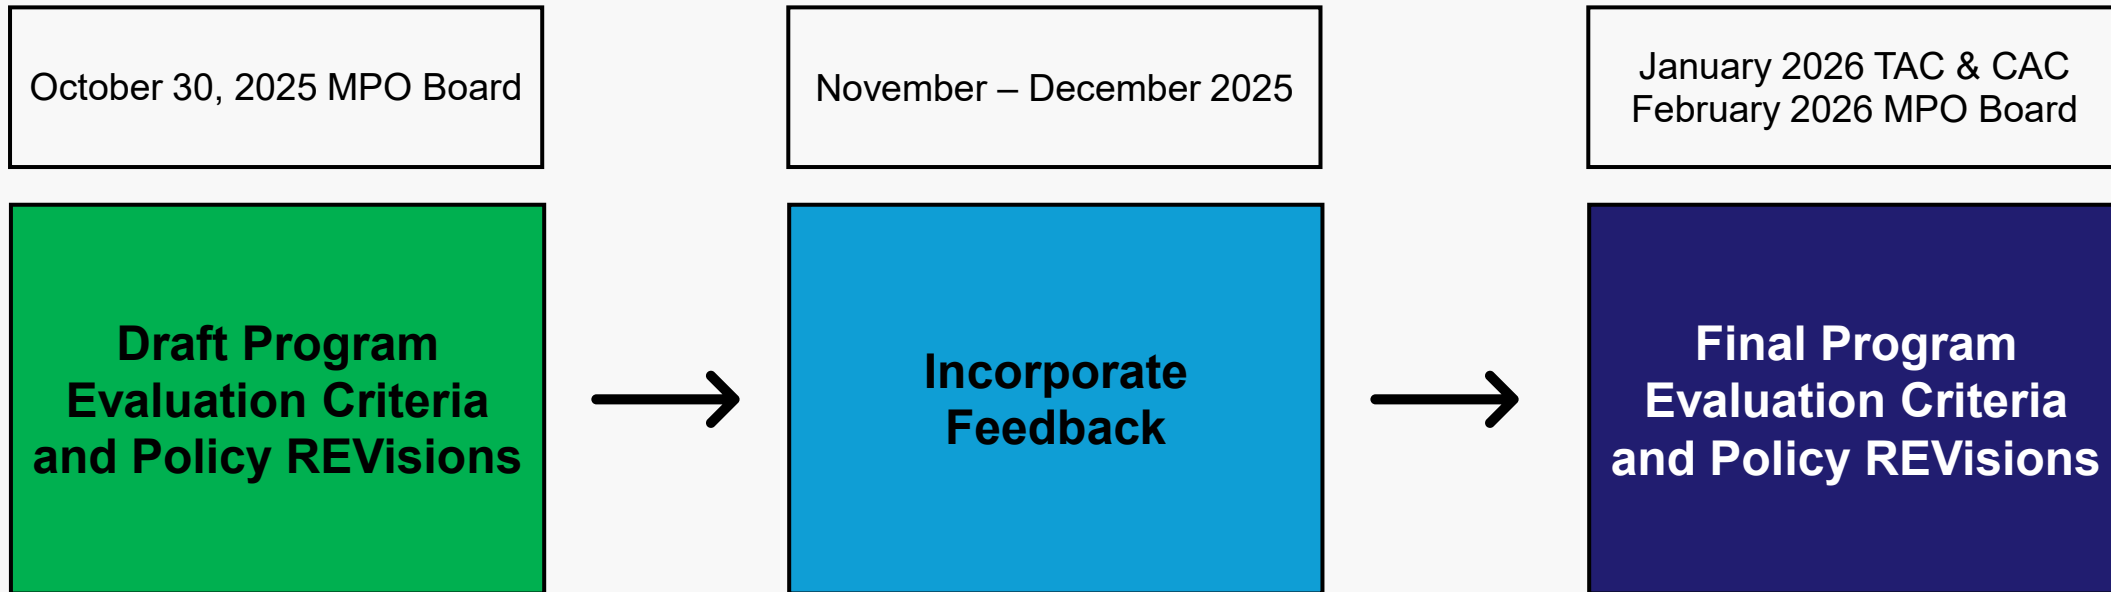 October 30, 2025 MPO Board
November – December 2025
January 2026 TAC & CAC
February 2026 MPO Board
Draft Program
Evaluation Criteria
and Policy REVisions
Incorporate
Feedback
Final Program
Evaluation Criteria
and Policy REVisions